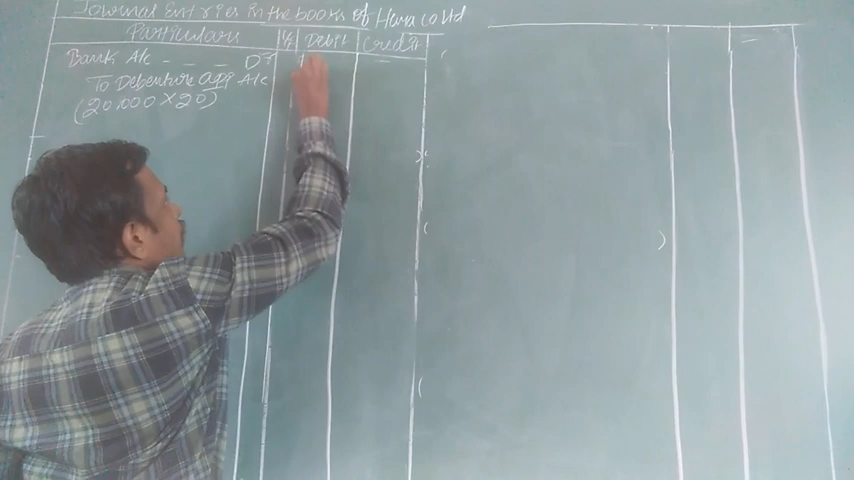 Journal Entries in the books of Hara co Ltd
Particulars L/F Debit Credit
Bank A/c - - - Dr
To Debenture App A/c
(20,000 × 20)